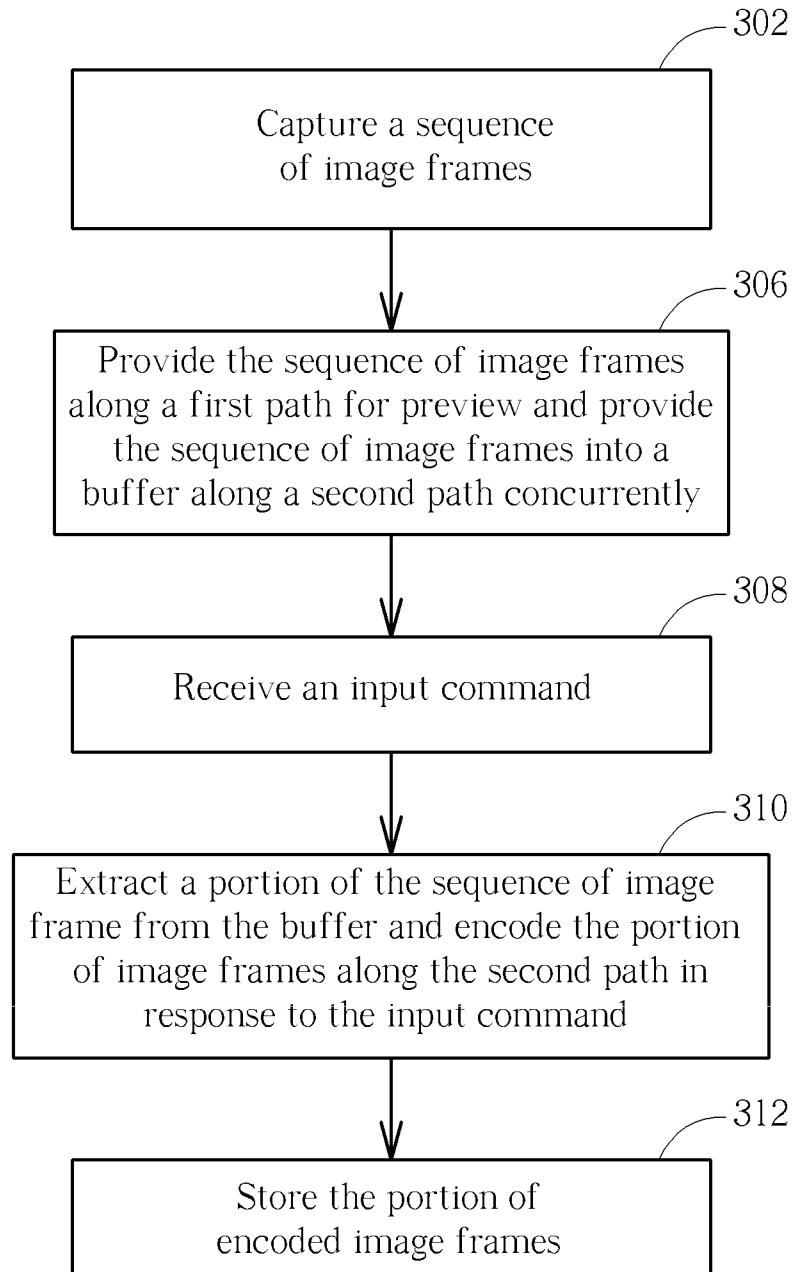 302
Capture a sequence
of image frames
306
Provide the sequence of image frames
along a first path for preview and provide
the sequence of image frames into a
buffer along a second path concurrently
308
Receive an input command
310
Extract a portion of the sequence of image
frame from the buffer and encode the portion
of image frames along the second path in
response to the input command
312
Store the portion of
encoded image frames